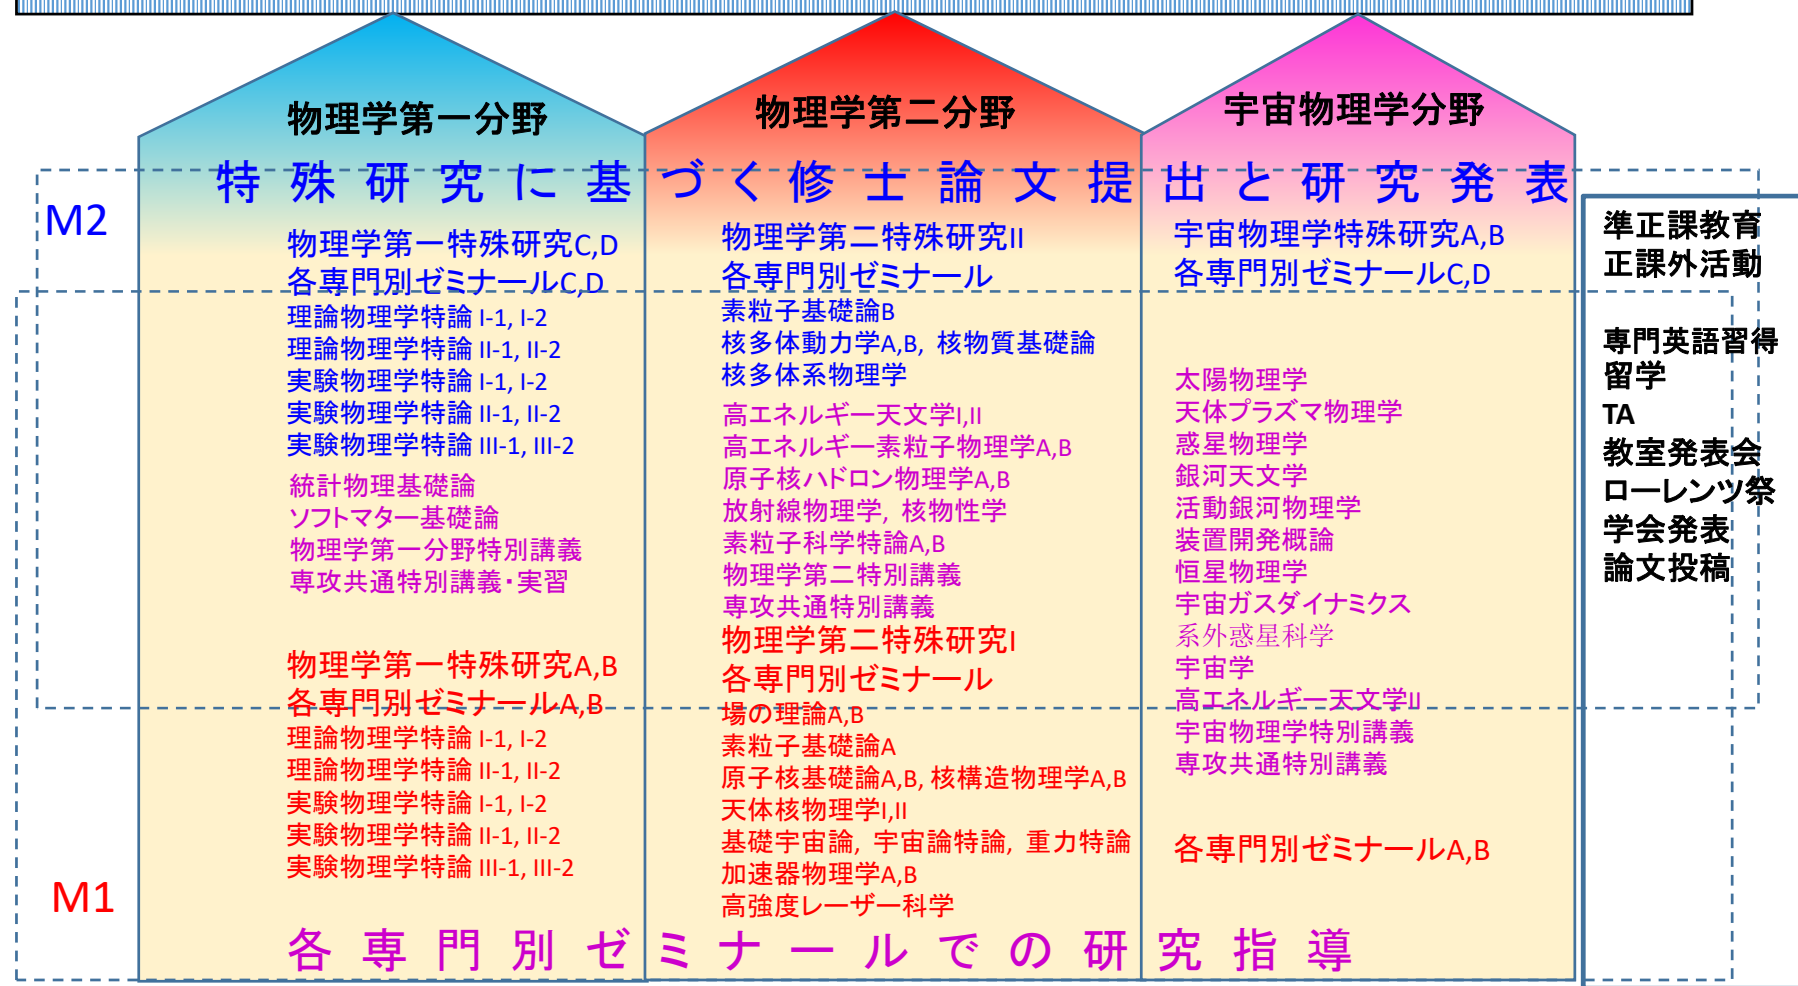 物理学第一分野
物理学第二分野
宇宙物理学分野
特殊研究に基づく修士論文提出と研究発表
M2
物理学第一特殊研究C,D
各専門別ゼミナールC,D
理論物理学特論 I-1, I-2
理論物理学特論 II-1, II-2
実験物理学特論 I-1, I-2
実験物理学特論 II-1, II-2
実験物理学特論 III-1, III-2
統計物理基礎論
ソフトマター基礎論
物理学第一分野特別講義
専攻共通特別講義・実習
物理学第一特殊研究A,B
各専門別ゼミナールA,B
理論物理学特論 I-1, I-2
理論物理学特論 II-1, II-2
実験物理学特論 I-1, I-2
実験物理学特論 II-1, II-2
実験物理学特論 III-1, III-2
物理学第二特殊研究II
各専門別ゼミナール
素粒子基礎論B
核多体動力学A,B, 核物質基礎論
核多体系物理学
高エネルギー天文学I,II
高エネルギー素粒子物理学A,B
原子核ハドロン物理学A,B
放射線物理学, 核物性学
素粒子科学特論A,B
物理学第二特別講義
専攻共通特別講義
物理学第二特殊研究I
各専門別ゼミナール
場の理論A,B
素粒子基礎論A
原子核基礎論A,B, 核構造物理学A,B
天体核物理学I,II
基礎宇宙論, 宇宙論特論, 重力特論
加速器物理学A,B
高強度レーザー科学
宇宙物理学特殊研究A,B
各専門別ゼミナールC,D
太陽物理学
天体プラズマ物理学
惑星物理学
銀河天文学
活動銀河物理学
装置開発概論
恒星物理学
宇宙ガスダイナミクス
系外惑星科学
宇宙学
高エネルギー天文学II
宇宙物理学特別講義
専攻共通特別講義
各専門別ゼミナールA,B
M1
各専門別ゼミナールでの研究指導
準正課教育
正課外活動
専門英語習得
留学
TA
教室発表会
ローレンツ祭
学会発表
論文投稿